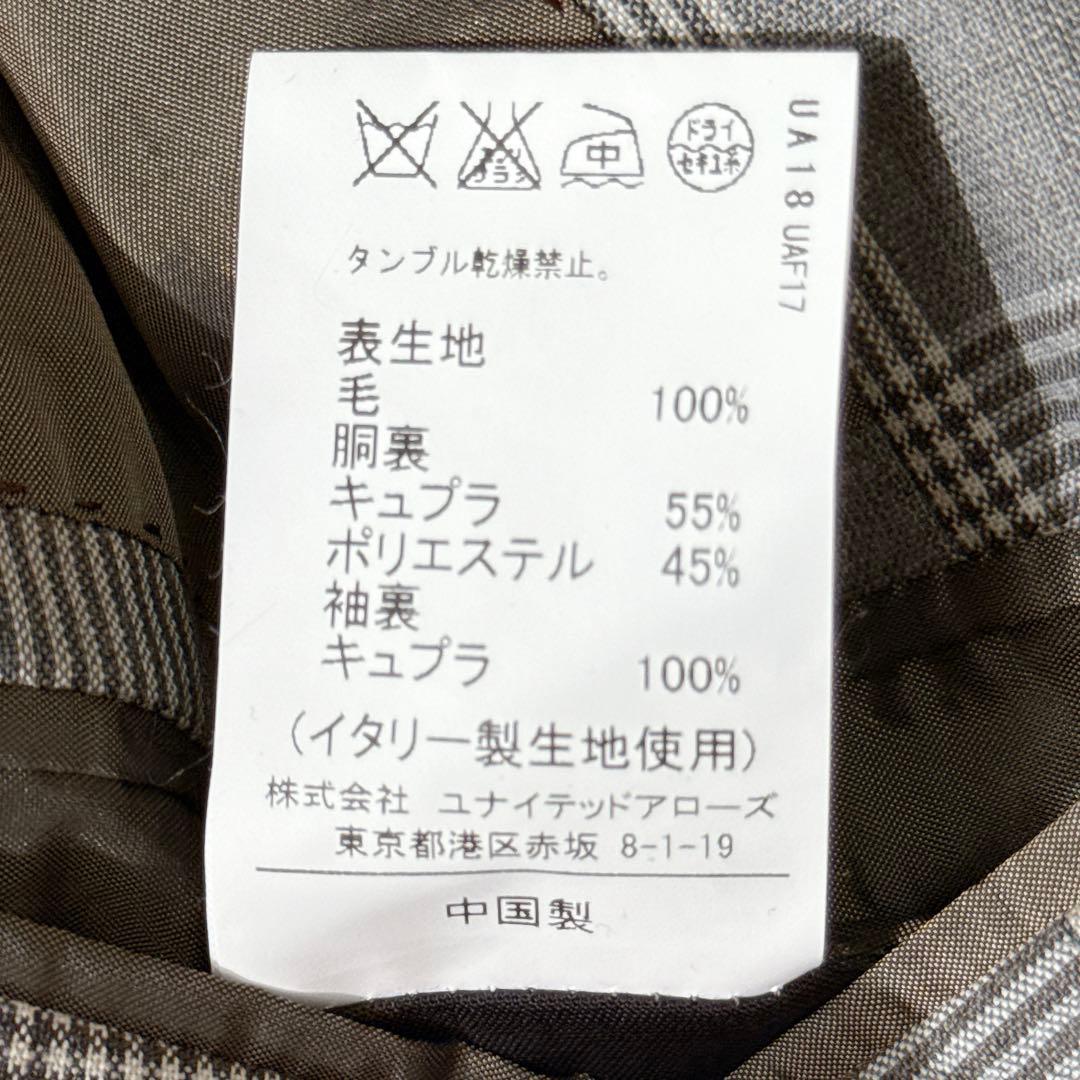 中
ドライ
セキユ系
UA18 UAF17
タンブル乾燥禁止。
表生地
毛 100%
胴裏
キュプラ 55%
ポリエステル 45%
袖裏
キュプラ 100%
(イタリー製生地使用)
株式会社 ユナイテッドアローズ
東京都港区赤坂 8-1-19
中国製